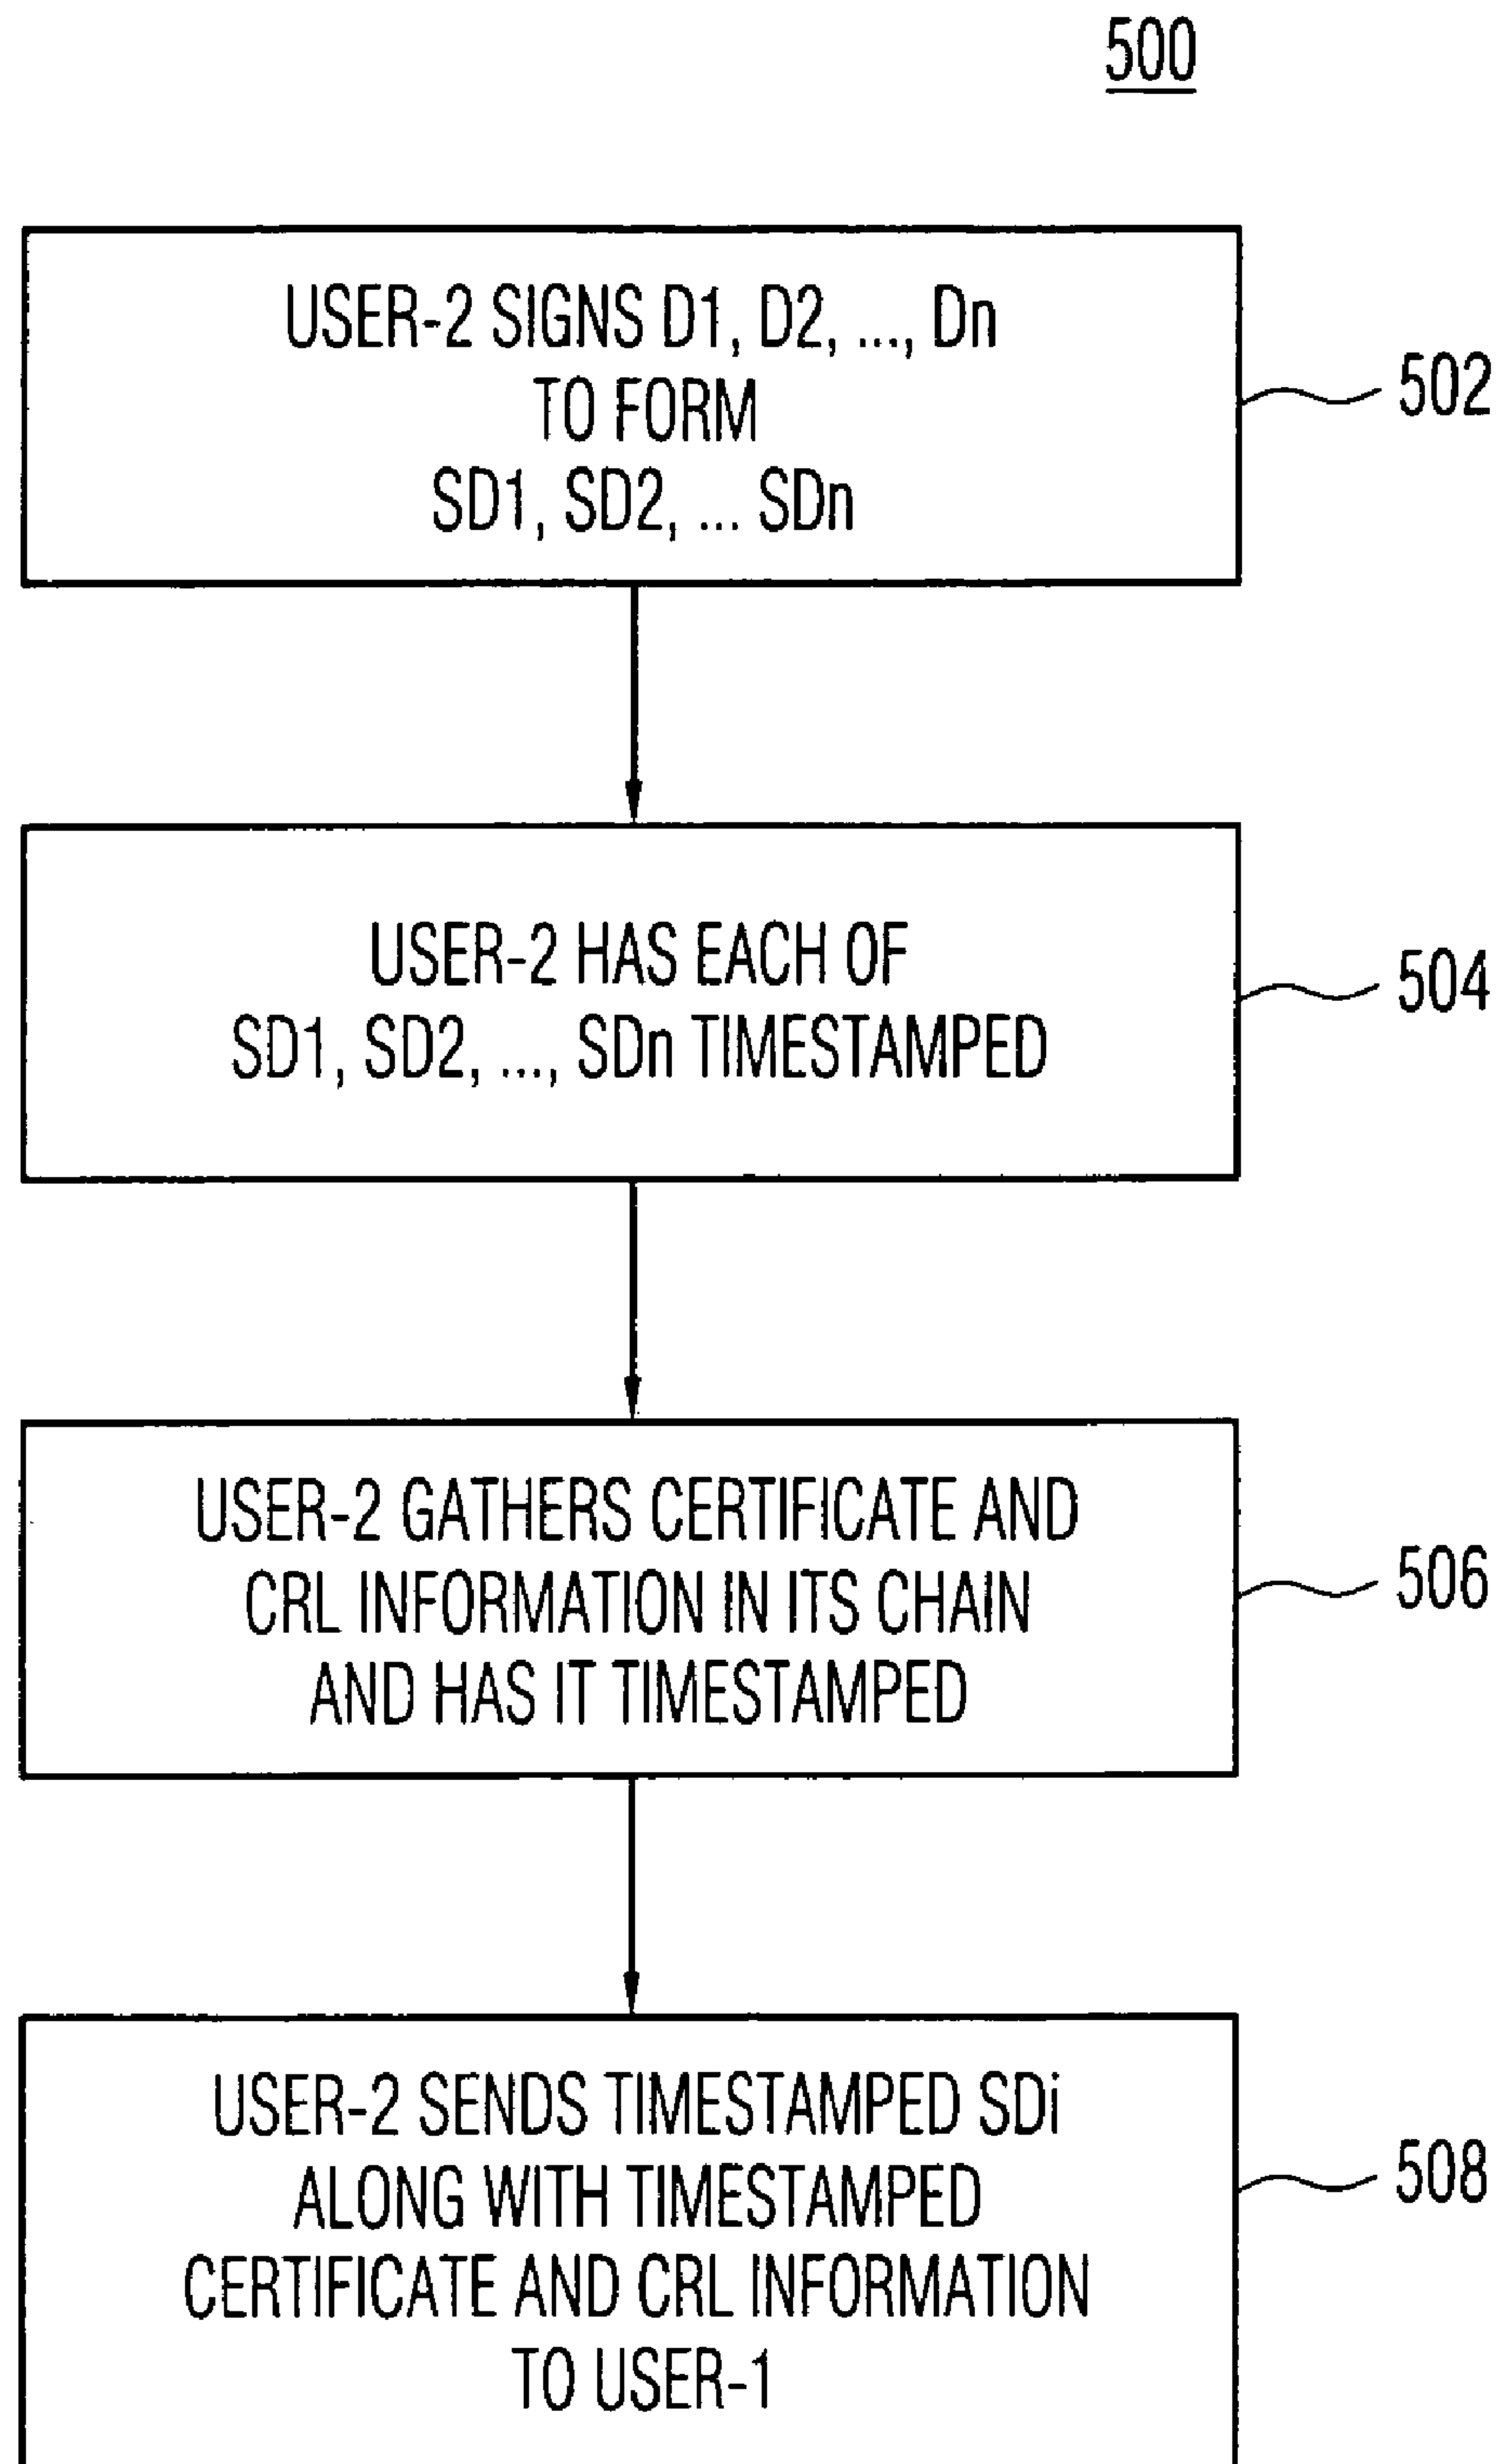 500
USER-2 SIGNS D1, D2, ..., Dn
TO FORM
SD1, SD2, ... SDn
502
USER-2 HAS EACH OF
SD1, SD2, ..., SDn TIMESTAMPED
504
USER-2 GATHERS CERTIFICATE AND
CRL INFORMATION IN ITS CHAIN
AND HAS IT TIMESTAMPED
506
USER-2 SENDS TIMESTAMPED SDi
ALONG WITH TIMESTAMPED
CERTIFICATE AND CRL INFORMATION
TO USER-1
508